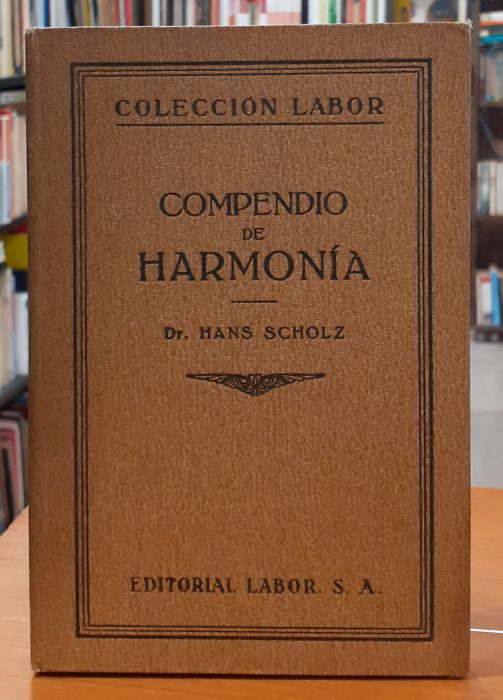 COLECCIÓN LABOR
COMPENDIO
DE
HARMONÍA
Dr. HANS SCHOLZ
EDITORIAL LABOR. S. A.